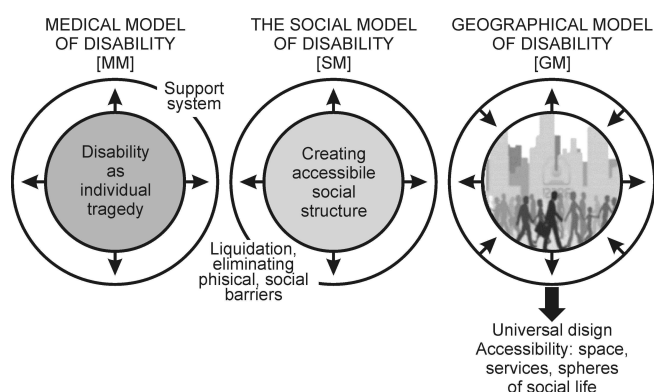 MEDICAL MODEL
OF DISABILITY
[MM]
Support
system
Disability
as
individual
tragedy
THE SOCIAL MODEL
OF DISABILITY
[SM]
Creating
accessibile
social
structure
Liquidation,
eliminating
phisical, social
barriers
GEOGRAPHICAL MODEL
OF DISABILITY
[GM]
Universal disign
Accessibility: space,
services, spheres
of social life